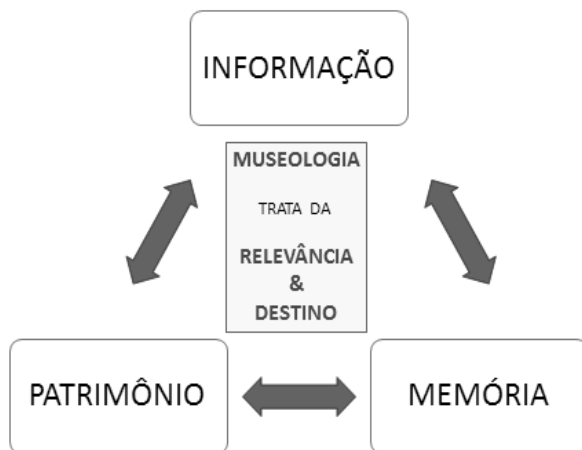 INFORMAÇÃO
MUSEOLOGIA
TRATA DA
RELEVÂNCIA
&
DESTINO
PATRIMÔNIO
MEMÓRIA